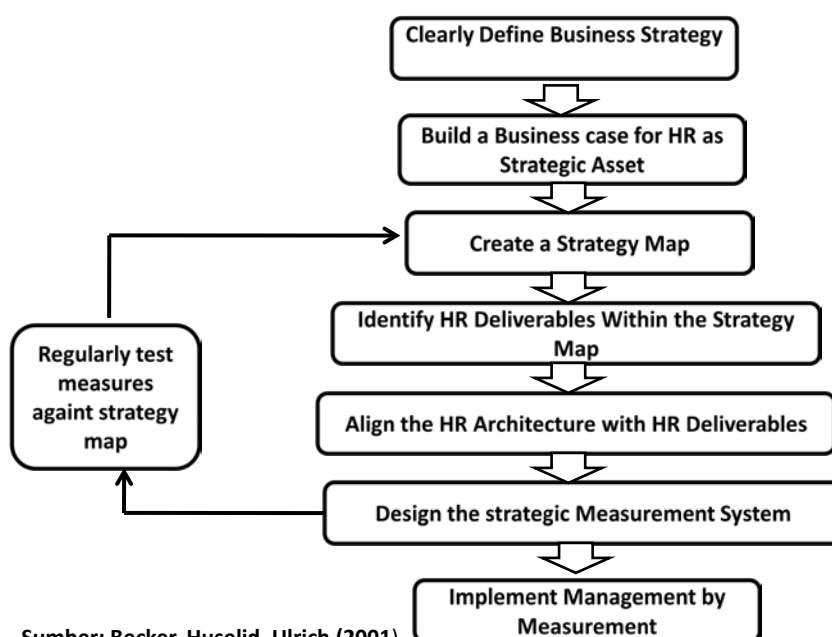 Clearly Define Business Strategy
Build a Business case for HR as
Strategic Asset
Create a Strategy Map
Identify HR Deliverables Within the Strategy
Map
Regularly test
measures
againt strategy
map
Align the HR Architecture with HR Deliverables
Design the strategic Measurement System
Implement Management by
Measurement
Sumber: Becker, Huselid, Ulrich (2001)